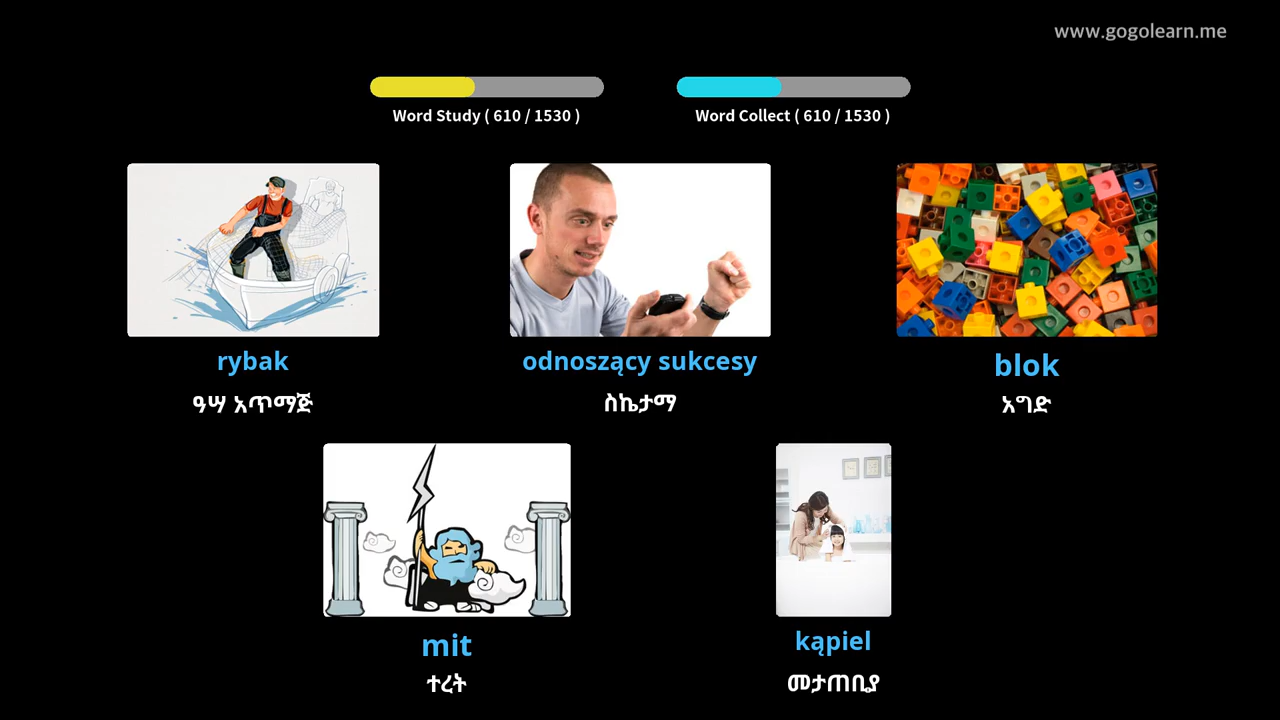 www.gogolearn.me
Word Study ( 610 / 1530 )
Word Collect ( 610 / 1530 )
rybak
odnoszący sukcesy
blok
ዓሣ አጥማጅ
ስኬታማ
አግድ
mit
kąpiel
ተረት
መታጠቢያ